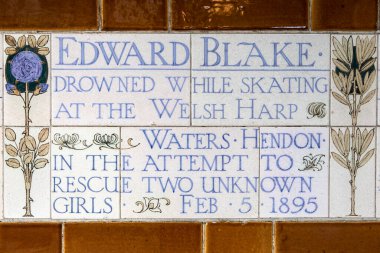 EDWARD BLAKE ·
DROWNED WHILE SKATING
AT THE WELSH HARP
WATERS · HENDON ·
IN THE ATTEMPT TO
RESCUE TWO UNKNOWN
GIRLS · FEB · 5 · 1895